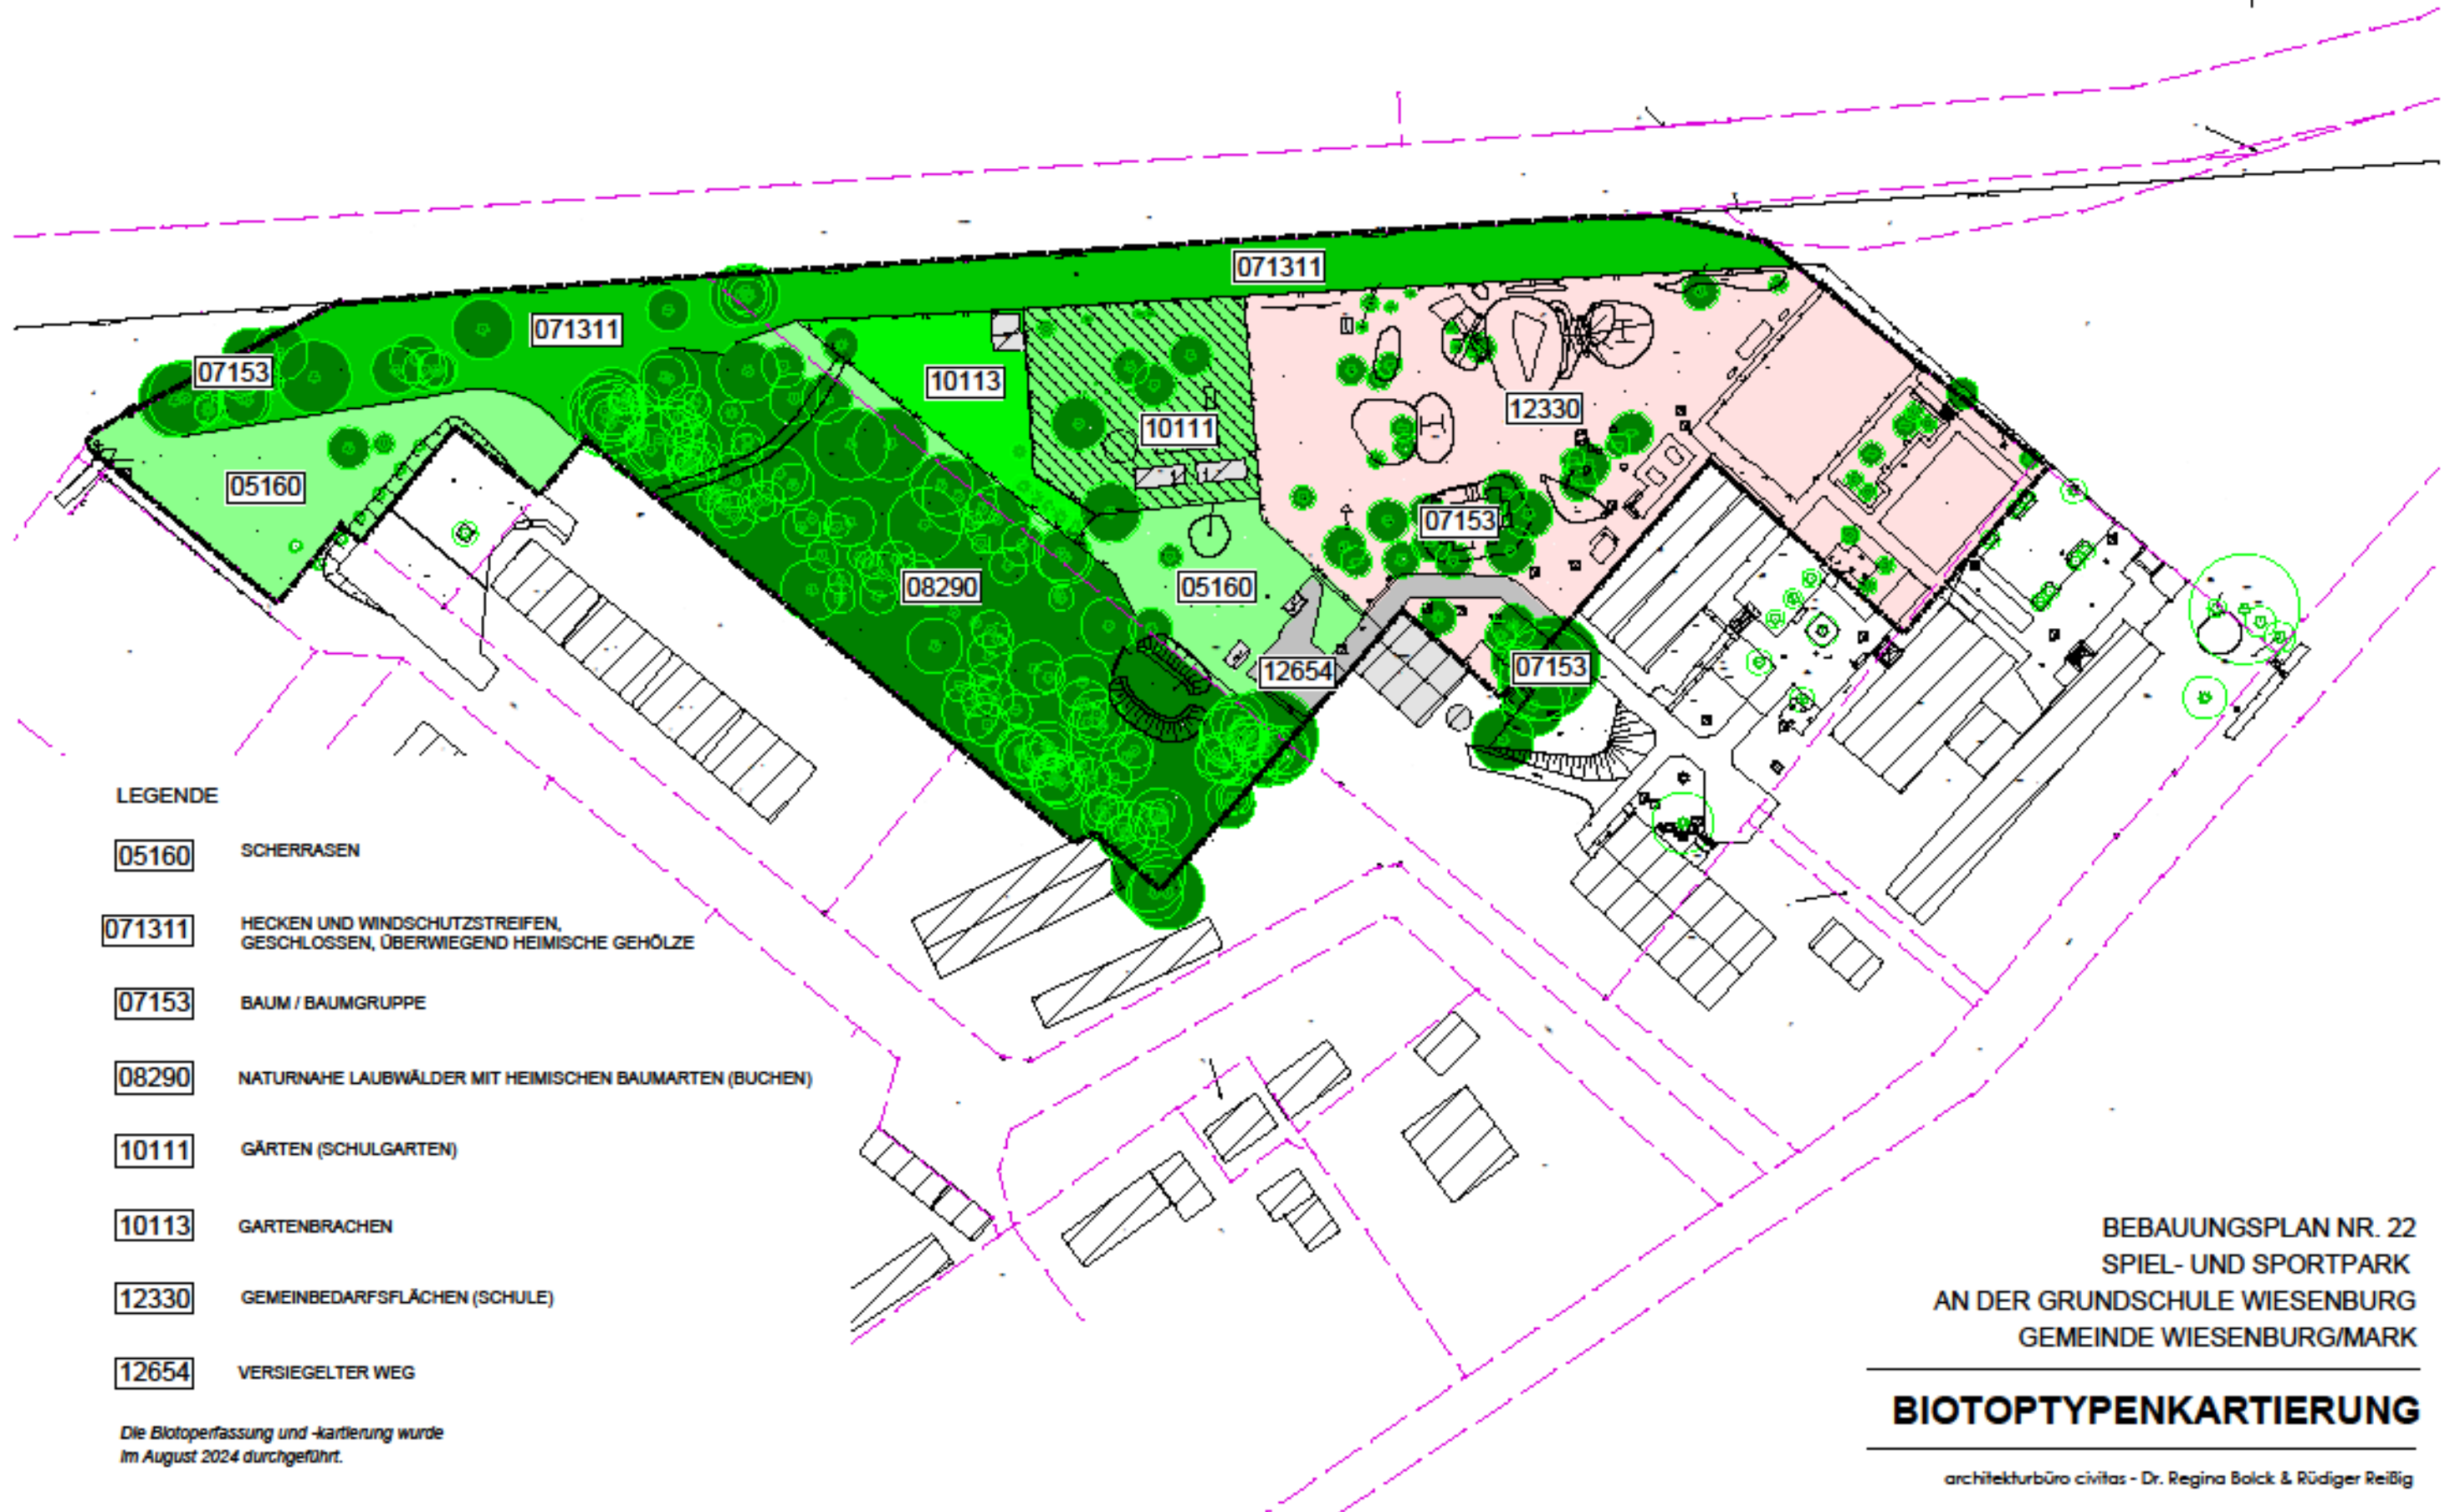 071311
071311
07153
10113
12330
10111
05160
07153
08290
05160
12654
07153
LEGENDE
05160 SCHERRASEN
071311 HECKEN UND WINDSCHUTZSTREIFEN,
GESCHLOSSEN, ÜBERWIEGEND HEIMISCHE GEHÖLZE
07153 BAUM / BAUMGRUPPE
08290 NATURNAHE LAUBWÄLDER MIT HEIMISCHEN BAUMARTEN (BUCHEN)
10111 GÄRTEN (SCHULGARTEN)
10113 GARTENBRACHEN
12330 GEMEINBEDARFSFLÄCHEN (SCHULE)
12654 VERSIEGELTER WEG
Die Biotoperfassung und -kartierung wurde
im August 2024 durchgeführt.
BEBAUUNGSPLAN NR. 22
SPIEL- UND SPORTPARK
AN DER GRUNDSCHULE WIESENBURG
GEMEINDE WIESENBURG/MARK
BIOTOPTYPENKARTIERUNG
architekturbüro civitas - Dr. Regina Bolck & Rüdiger Reißig